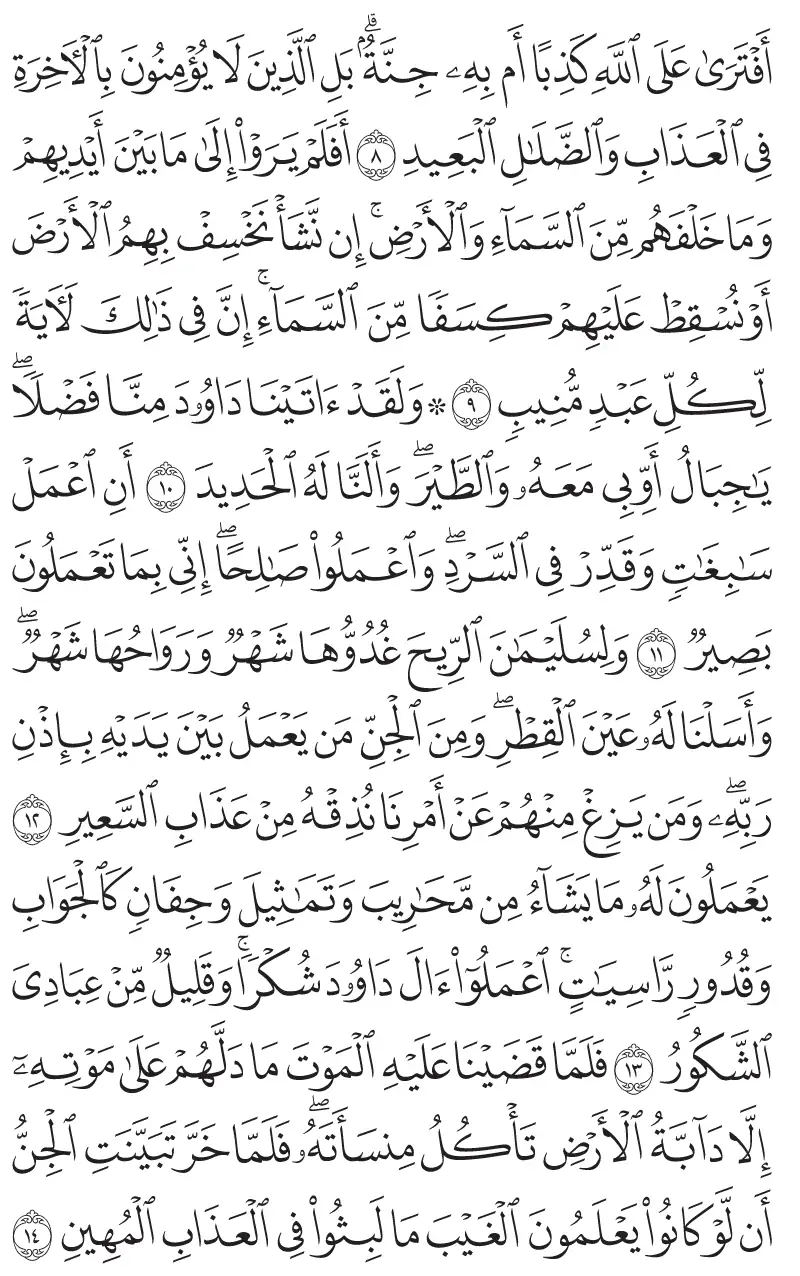 أَفْتَرَىٰ عَلَى ٱللَّهِ كَذِبًا أَم بِهِۦ جِنَّةُۢۗ بَلِ ٱلَّذِينَ لَا يُؤْمِنُونَ بِٱلْأَخِرَةِ
فِى ٱلْعَذَابِ وَٱلضَّلَٰلِ ٱلْبَعِيدِ ٨ أَفَلَمْ يَرَوْا۟ إِلَىٰ مَا بَيْنَ أَيْدِيهِمْ
وَمَا خَلْفَهُم مِّنَ ٱلسَّمَآءِ وَٱلْأَرْضِ ۚ إِن نَّشَأْ نَخْسِفْ بِهِمُ ٱلْأَرْضَ
أَوْ نُسْقِطْ عَلَيْهِمْ كِسَفًا مِّنَ ٱلسَّمَآءِ ۚ إِنَّ فِى ذَٰلِكَ لَأَيَةً
لِّكُلِّ عَبْدٍ مُّنِيبٍ ٩ * وَلَقَدْ ءَاتَيْنَا دَاوُۥدَ مِنَّا فَضْلًا ۖ
يَٰجِبَالُ أَوِّبِى مَعَهُۥ وَٱلطَّيْرَ ۖ وَأَلَنَّا لَهُ ٱلْحَدِيدَ ١٠ أَنِ ٱعْمَلْ
سَٰبِغَٰتٍ وَقَدِّرْ فِى ٱلسَّرْدِ ۖ وَٱعْمَلُوا۟ صَٰلِحًا ۖ إِنِّى بِمَا تَعْمَلُونَ
بَصِيرٌ ١١ وَلِسُلَيْمَٰنَ ٱلرِّيحَ غُدُوُّهَا شَهْرٌ وَرَوَاحُهَا شَهْرٌ ۖ
وَأَسَلْنَا لَهُۥ عَيْنَ ٱلْقِطْرِ ۖ وَمِنَ ٱلْجِنِّ مَن يَعْمَلُ بَيْنَ يَدَيْهِ بِإِذْنِ
رَبِّهِۦ ۖ وَمَن يَزِغْ مِنْهُمْ عَنْ أَمْرِنَا نُذِقْهُ مِنْ عَذَابِ ٱلسَّعِيرِ ١٢
يَعْمَلُونَ لَهُۥ مَا يَشَآءُ مِن مَّحَٰرِيبَ وَتَمَٰثِيلَ وَجِفَانٍ كَٱلْجَوَابِ
وَقُدُورٍ رَّاسِيَٰتٍ ۚ ٱعْمَلُوٓا۟ ءَالَ دَاوُۥدَ شُكْرًا ۚ وَقَلِيلٌ مِّنْ عِبَادِىَ
ٱلشَّكُورُ ١٣ فَلَمَّا قَضَيْنَا عَلَيْهِ ٱلْمَوْتَ مَا دَلَّهُمْ عَلَىٰ مَوْتِهِۦٓ
إِلَّا دَآبَّةُ ٱلْأَرْضِ تَأْكُلُ مِنسَأَتَهُۥ ۖ فَلَمَّا خَرَّ تَبَيَّنَتِ ٱلْجِنُّ
أَن لَّوْ كَانُوا۟ يَعْلَمُونَ ٱلْغَيْبَ مَا لَبِثُوا۟ فِى ٱلْعَذَابِ ٱلْمُهِينِ ١٤